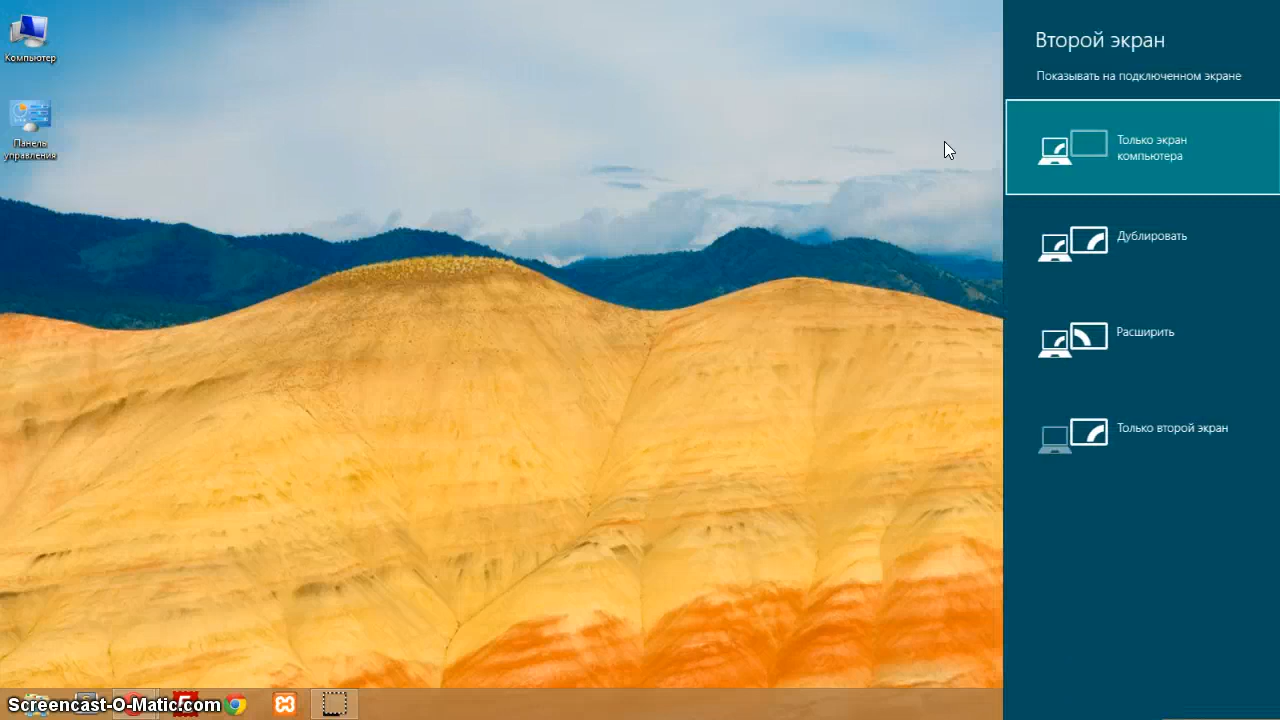 Компьютер
Панель
управления
Второй экран
Показывать на подключенном экране
Только экран
компьютера
Дублировать
Расширить
Только второй экран
Screencast-O-Matic.com